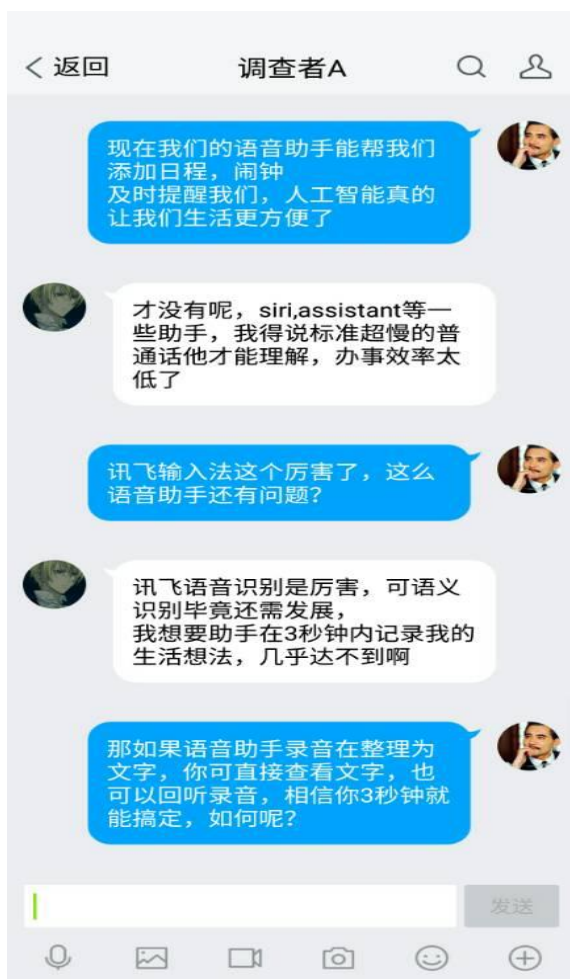 返回
调查者A
现在我们的语音助手能帮我们
添加日程，闹钟
及时提醒我们，人工智能真的
让我们生活更方便了
才没有呢，siri,assistant等一
些助手，我得说标准超慢的普
通话他才能理解，办事效率太
低了
讯飞输入法这个厉害了，这么
语音助手还有问题？
讯飞语音识别是厉害，可语义
识别毕竟还需发展，
我想要助手在3秒钟内记录我的
生活想法，几乎达不到啊
那如果语音助手录音在整理为
文字，你可直接查看文字，也
可以回听录音，相信你3秒钟就
能搞定，如何呢？
发送